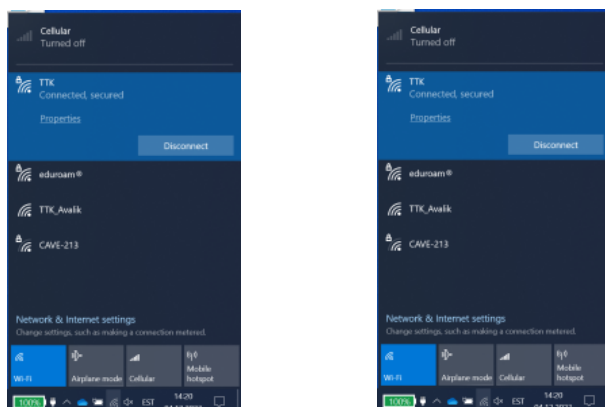 Cellular
Turned off
TTK
Connected, secured
Properties
Disconnect
eduroam®
TTK_Avalik
CAVE-213
Network & Internet settings
Change settings, such as making a connection metered.
Wi-Fi
Airplane mode
Cellular
Mobile
hotspot
100%
EST
14:20
Cellular
Turned off
TTK
Connected, secured
Properties
Disconnect
eduroam®
TTK_Avalik
CAVE-213
Network & Internet settings
Change settings, such as making a connection metered.
Wi-Fi
Airplane mode
Cellular
Mobile
hotspot
100%
EST
14:20